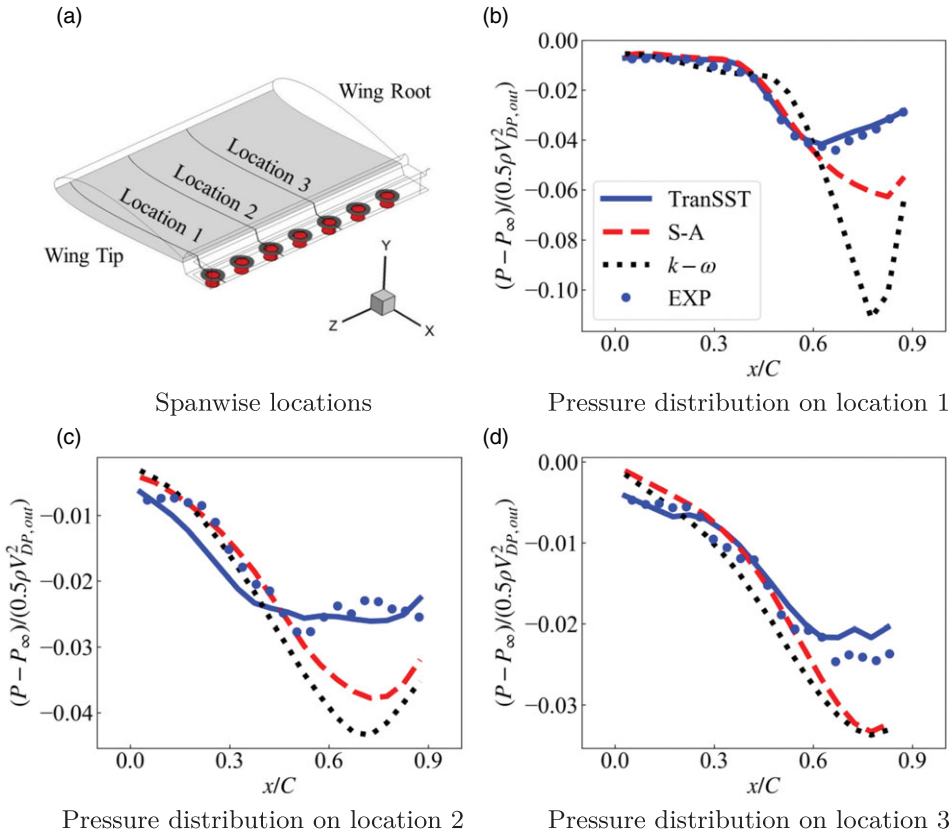 (a)
Wing Root
Location 3
Location 2
Location 1
Wing Tip
Y
Z
X
Spanwise locations
(b)
0.00
−0.02
−0.04
−0.06
−0.08
−0.10
(P − P∞)/(0.5ρV²DP,out)
TranSST
S-A
k−ω
EXP
0.0 0.3 0.6 0.9
x/C
Pressure distribution on location 1
(c)
−0.01
−0.02
−0.03
−0.04
(P − P∞)/(0.5ρV²DP,out)
0.0 0.3 0.6 0.9
x/C
Pressure distribution on location 2
(d)
0.00
−0.01
−0.02
−0.03
(P − P∞)/(0.5ρV²DP,out)
0.0 0.3 0.6 0.9
x/C
Pressure distribution on location 3